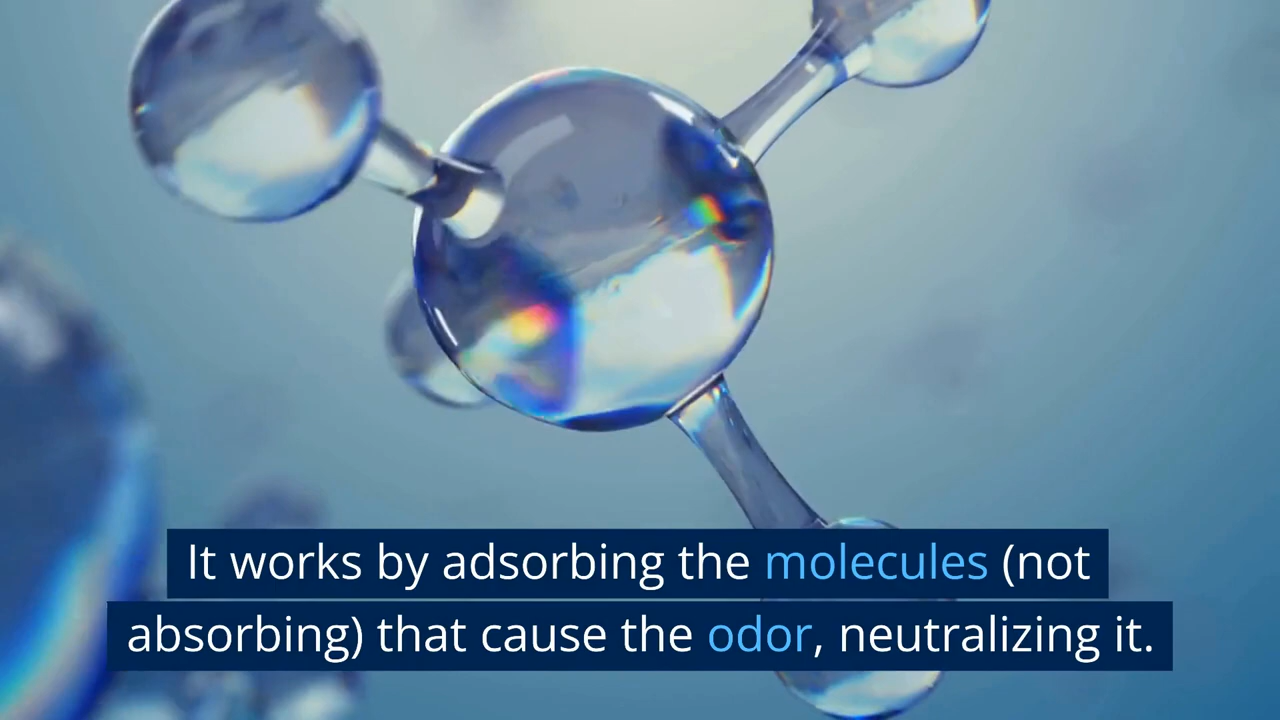 It works by adsorbing the molecules (not
absorbing) that cause the odor, neutralizing it.